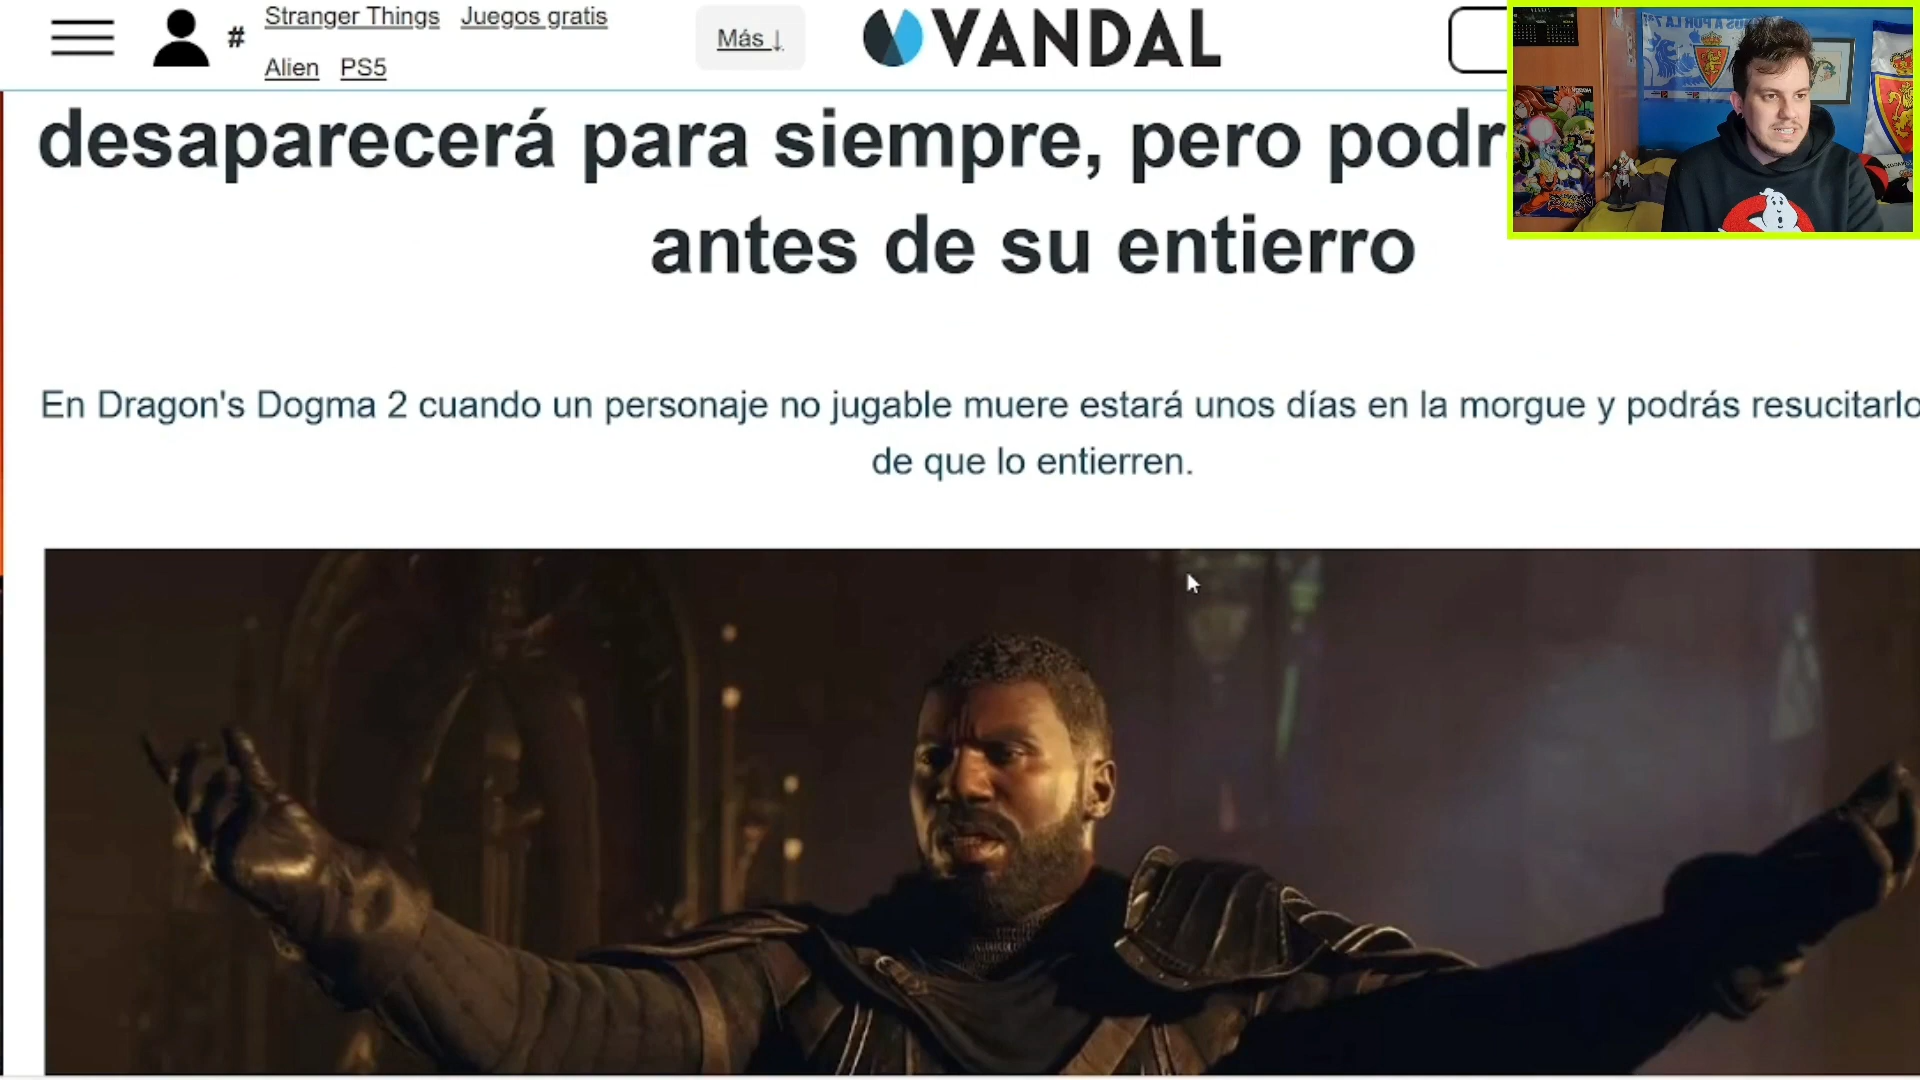 Stranger Things Juegos gratis
# Más ↓ VANDAL
Alien PS5
desaparecerá para siempre, pero podr
antes de su entierro
En Dragon's Dogma 2 cuando un personaje no jugable muere estará unos días en la morgue y podrás resucitarlo
de que lo entierren.